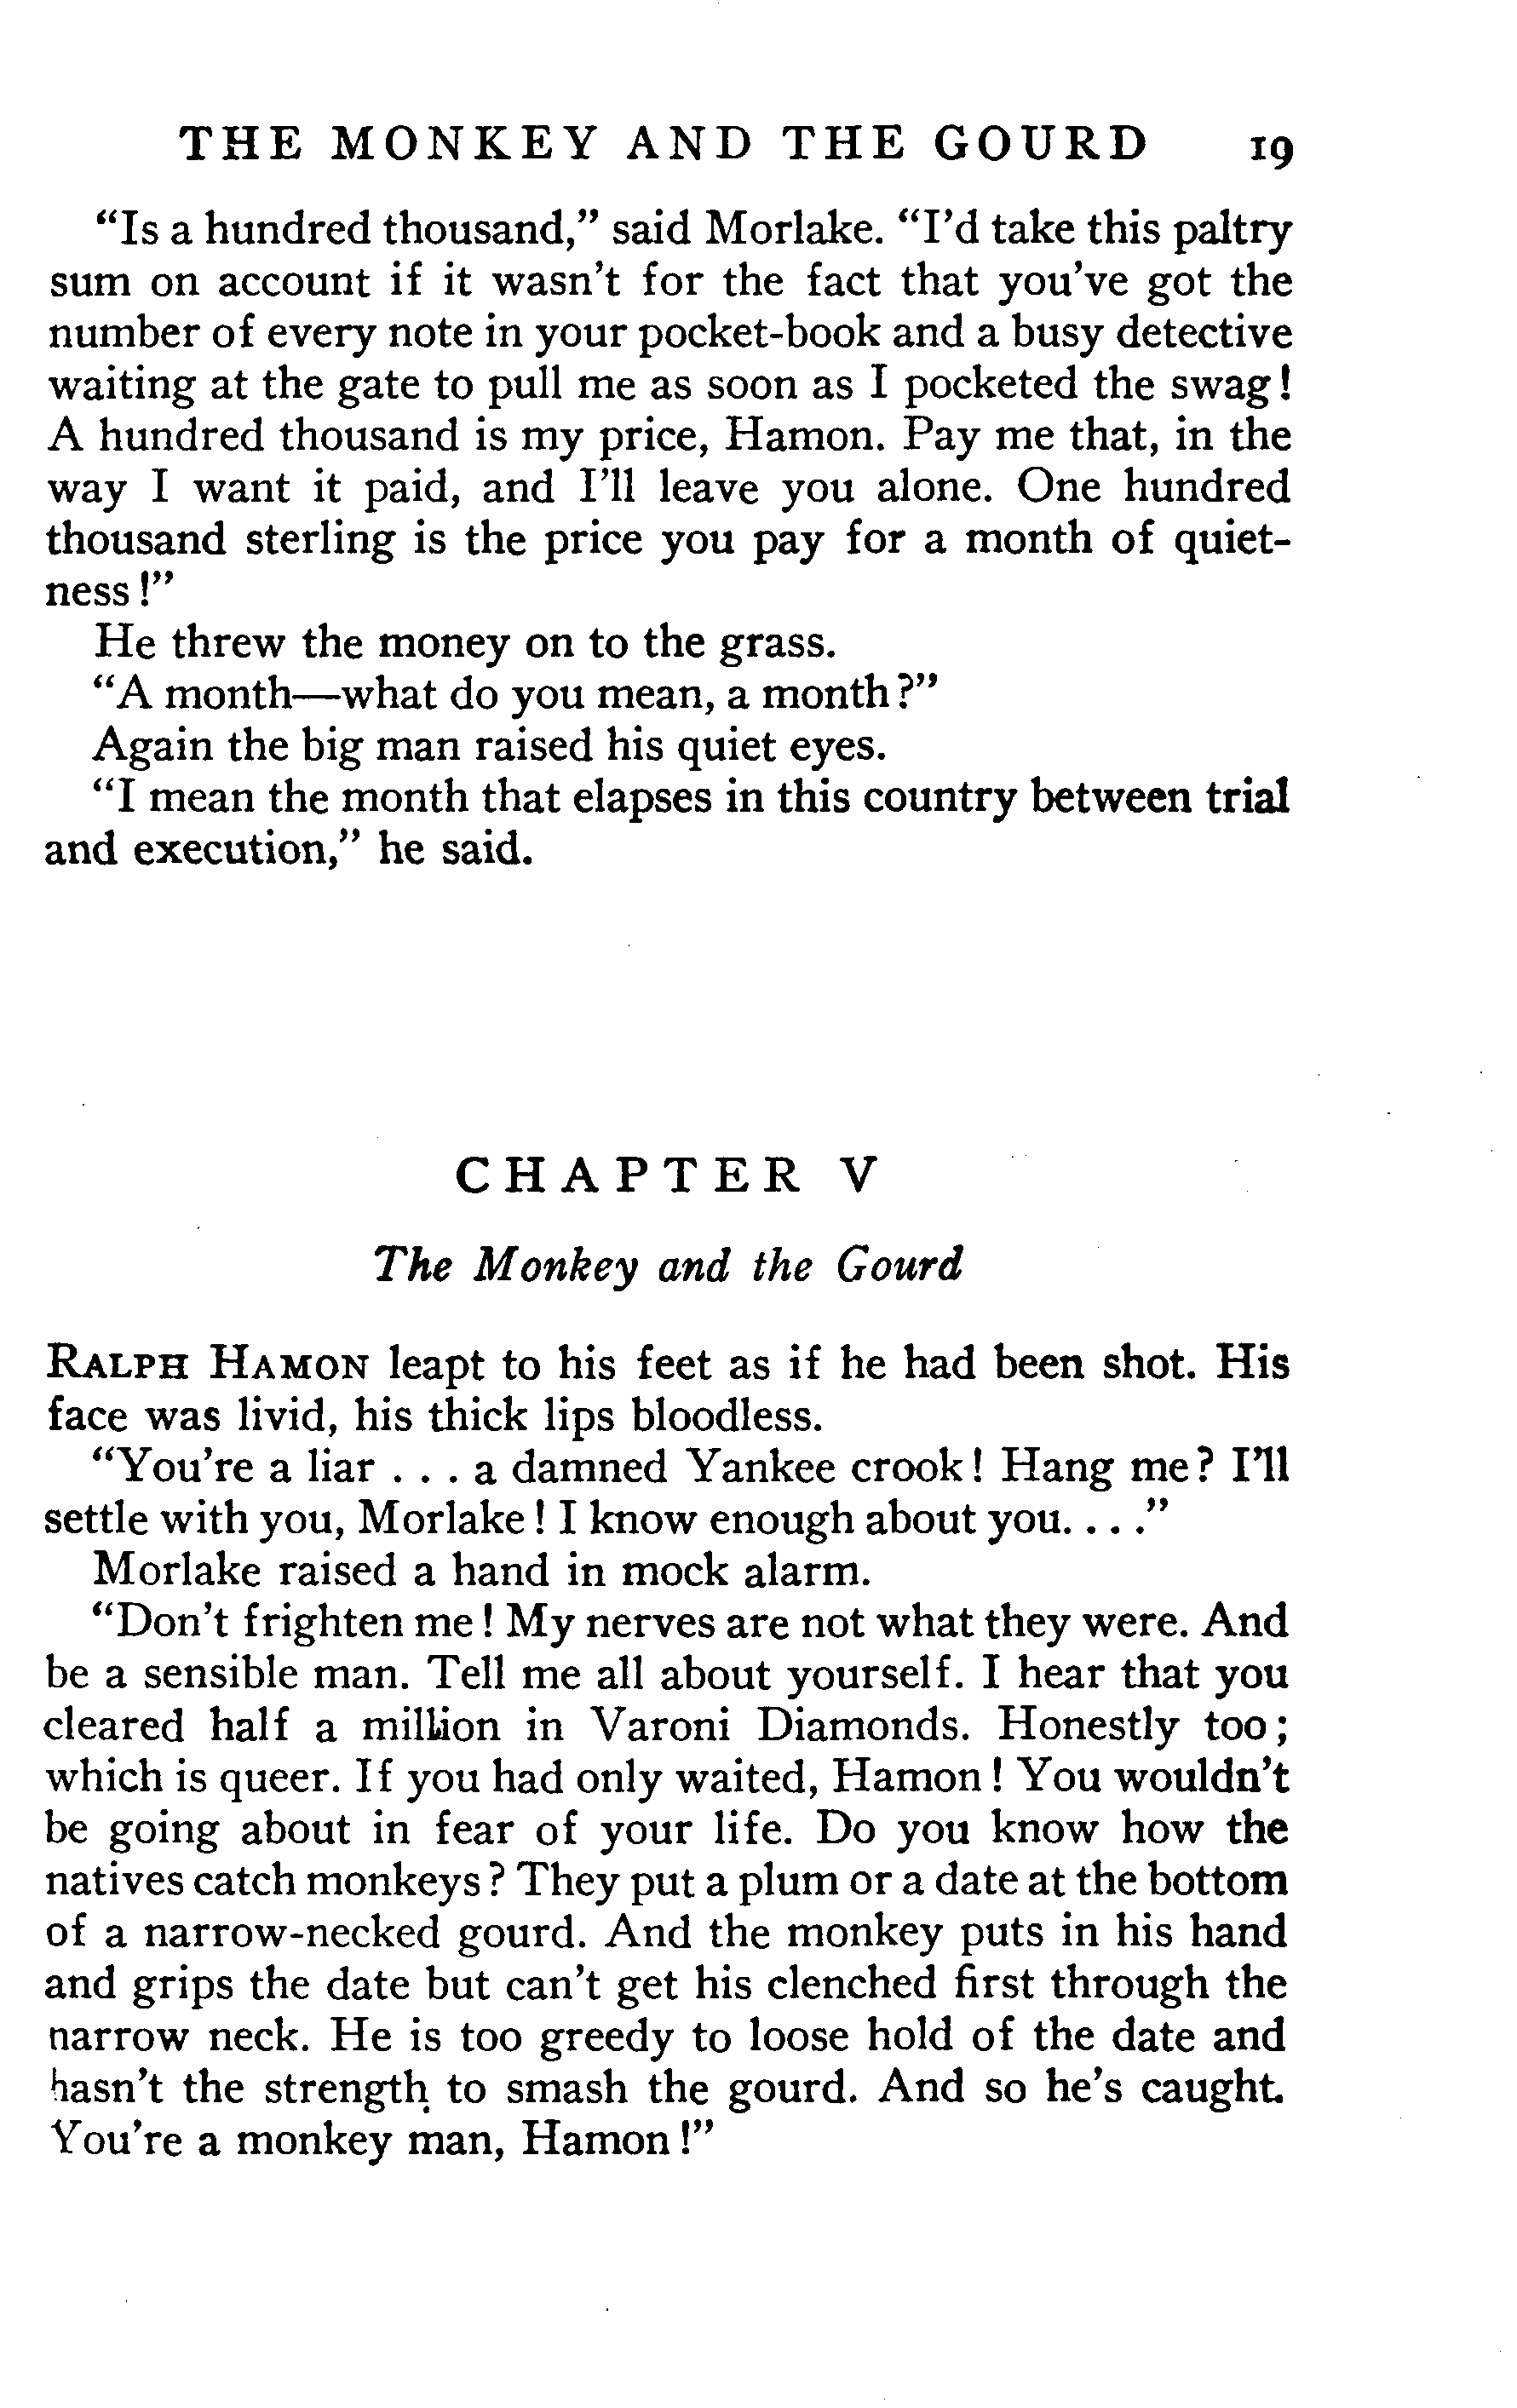 THE MONKEY AND THE GOURD 19
"Is a hundred thousand," said Morlake. "I'd take this paltry
sum on account if it wasn't for the fact that you've got the
number of every note in your pocket-book and a busy detective
waiting at the gate to pull me as soon as I pocketed the swag!
A hundred thousand is my price, Hamon. Pay me that, in the
way I want it paid, and I'll leave you alone. One hundred
thousand sterling is the price you pay for a month of quiet-
ness!"
He threw the money on to the grass.
"A month—what do you mean, a month?"
Again the big man raised his quiet eyes.
"I mean the month that elapses in this country between trial
and execution," he said.
CHAPTER V
The Monkey and the Gourd
RALPH HAMON leapt to his feet as if he had been shot. His
face was livid, his thick lips bloodless.
"You're a liar . . . a damned Yankee crook! Hang me? I'll
settle with you, Morlake! I know enough about you. . . ."
Morlake raised a hand in mock alarm.
"Don't frighten me! My nerves are not what they were. And
be a sensible man. Tell me all about yourself. I hear that you
cleared half a million in Varoni Diamonds. Honestly too;
which is queer. If you had only waited, Hamon! You wouldn't
be going about in fear of your life. Do you know how the
natives catch monkeys? They put a plum or a date at the bottom
of a narrow-necked gourd. And the monkey puts in his hand
and grips the date but can't get his clenched first through the
narrow neck. He is too greedy to loose hold of the date and
hasn't the strength to smash the gourd. And so he's caught.
You're a monkey man, Hamon!"